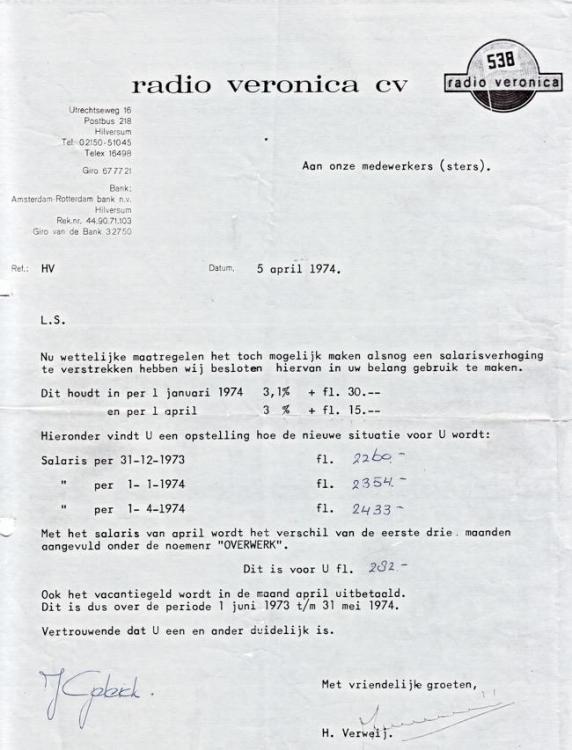 538
radio veronica
radio veronica cv
Utrechtseweg 16
Postbus 218
Hilversum
Tel. 02150-51045
Telex 16498
Giro 677721
Bank:
Amsterdam-Rotterdam bank n.v.
Hilversum
Rek.nr. 44.90.71.103
Giro van de Bank 32750
Aan onze medewerkers (sters).
Ref.: HV Datum, 5 april 1974.
L.S.
Nu wettelijke maatregelen het toch mogelijk maken alsnog een salarisverhoging
te verstrekken hebben wij besloten hiervan in uw belang gebruik te maken.
Dit houdt in per 1 januari 1974 3,1% + fl. 30.--
en per 1 april 3 % + fl. 15.--
Hieronder vindt U een opstelling hoe de nieuwe situatie voor U wordt:
Salaris per 31-12-1973 fl. 2260.-
" per 1- 1-1974 fl. 2354.-
" per 1- 4-1974 fl. 2433.-
Met het salaris van april wordt het verschil van de eerste drie maanden
aangevuld onder de noemenr "OVERWERK".
Dit is voor U fl. 282.-
Ook het vacantiegeld wordt in de maand april uitbetaald.
Dit is dus over de periode 1 juni 1973 t/m 31 mei 1974.
Vertrouwende dat U een en ander duidelijk is.
Met vriendelijke groeten,
H. Verweij.